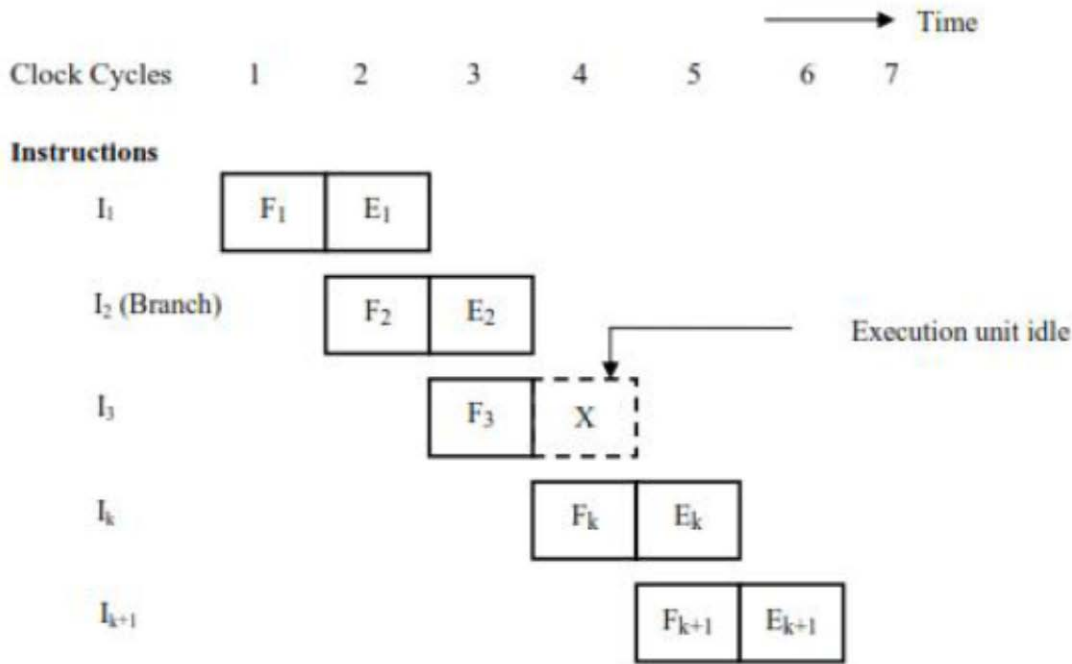 Time
Clock Cycles 1 2 3 4 5 6 7
Instructions
I₁ F₁ E₁
I₂ (Branch) F₂ E₂
Execution unit idle
I₃ F₃ X
Iₖ Fₖ Eₖ
Iₖ₊₁ Fₖ₊₁ Eₖ₊₁